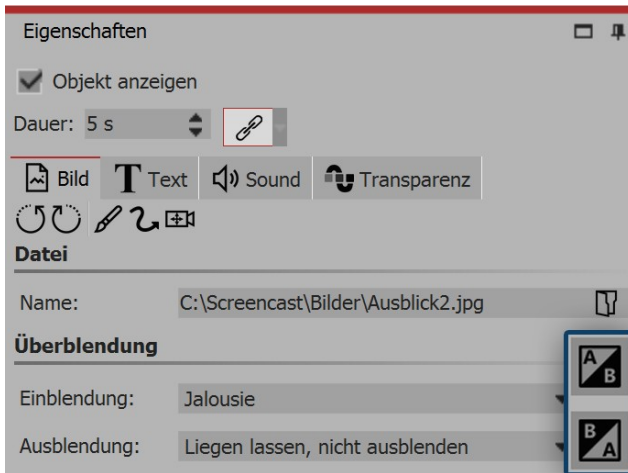 Eigenschaften
Objekt anzeigen
Dauer: 5 s
Bild T Text Sound Transparenz
Datei
Name: C:\Screencast\Bilder\Ausblick2.jpg
Überblendung
A B
Einblendung: Jalousie
Ausblendung: Liegen lassen, nicht ausblenden
B A